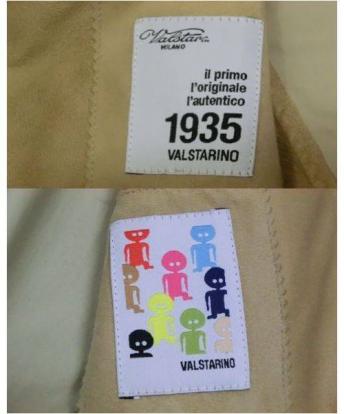 Valstar
MILANO
il primo
l'originale
l'autentico
1935
VALSTARINO
VALSTARINO